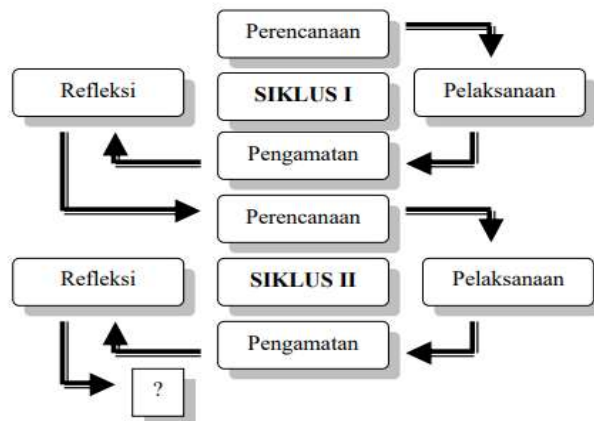 Perencanaan
Refleksi
SIKLUS I
Pelaksanaan
Pengamatan
Perencanaan
Refleksi
SIKLUS II
Pelaksanaan
Pengamatan
?